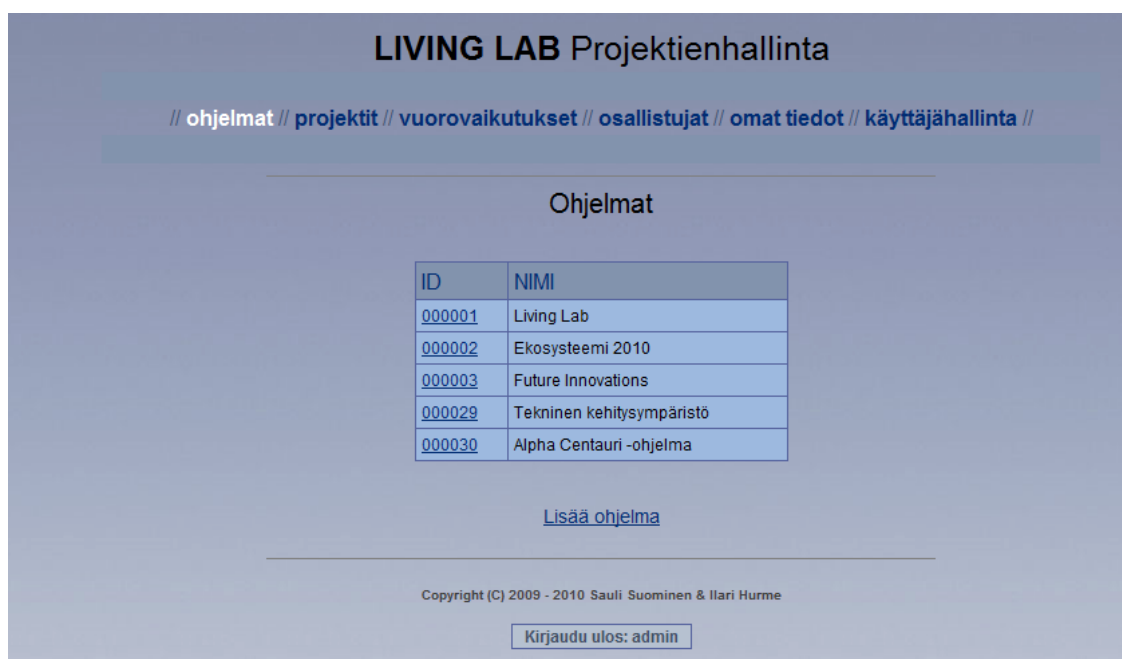 LIVING LAB Projektienhallinta
// ohjelmat // projektit // vuorovaikutukset // osallistujat // omat tiedot // käyttäjähallinta //
Ohjelmat
ID NIMI
000001 Living Lab
000002 Ekosysteemi 2010
000003 Future Innovations
000029 Tekninen kehitysympäristö
000030 Alpha Centauri -ohjelma
Lisää ohjelma
Copyright (C) 2009 - 2010 Sauli Suominen & Ilari Hurme
Kirjaudu ulos: admin